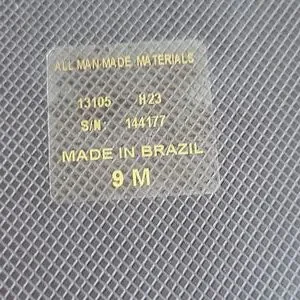 ALL MAN MADE MATERIALS
13105 H23
S/N: 144177
MADE IN BRAZIL
9 M